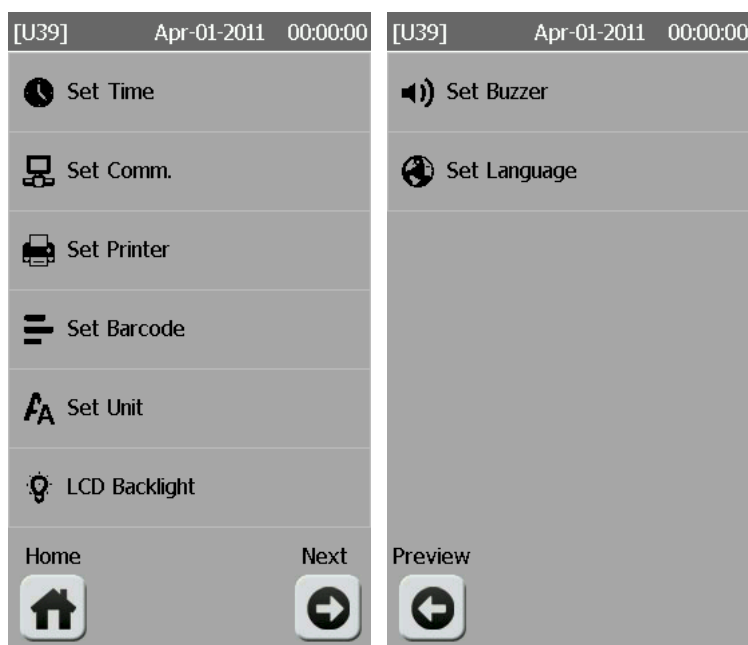 [U39] Apr-01-2011 00:00:00
Set Time
Set Comm.
Set Printer
Set Barcode
Set Unit
LCD Backlight
Home Next
[U39] Apr-01-2011 00:00:00
Set Buzzer
Set Language
Preview